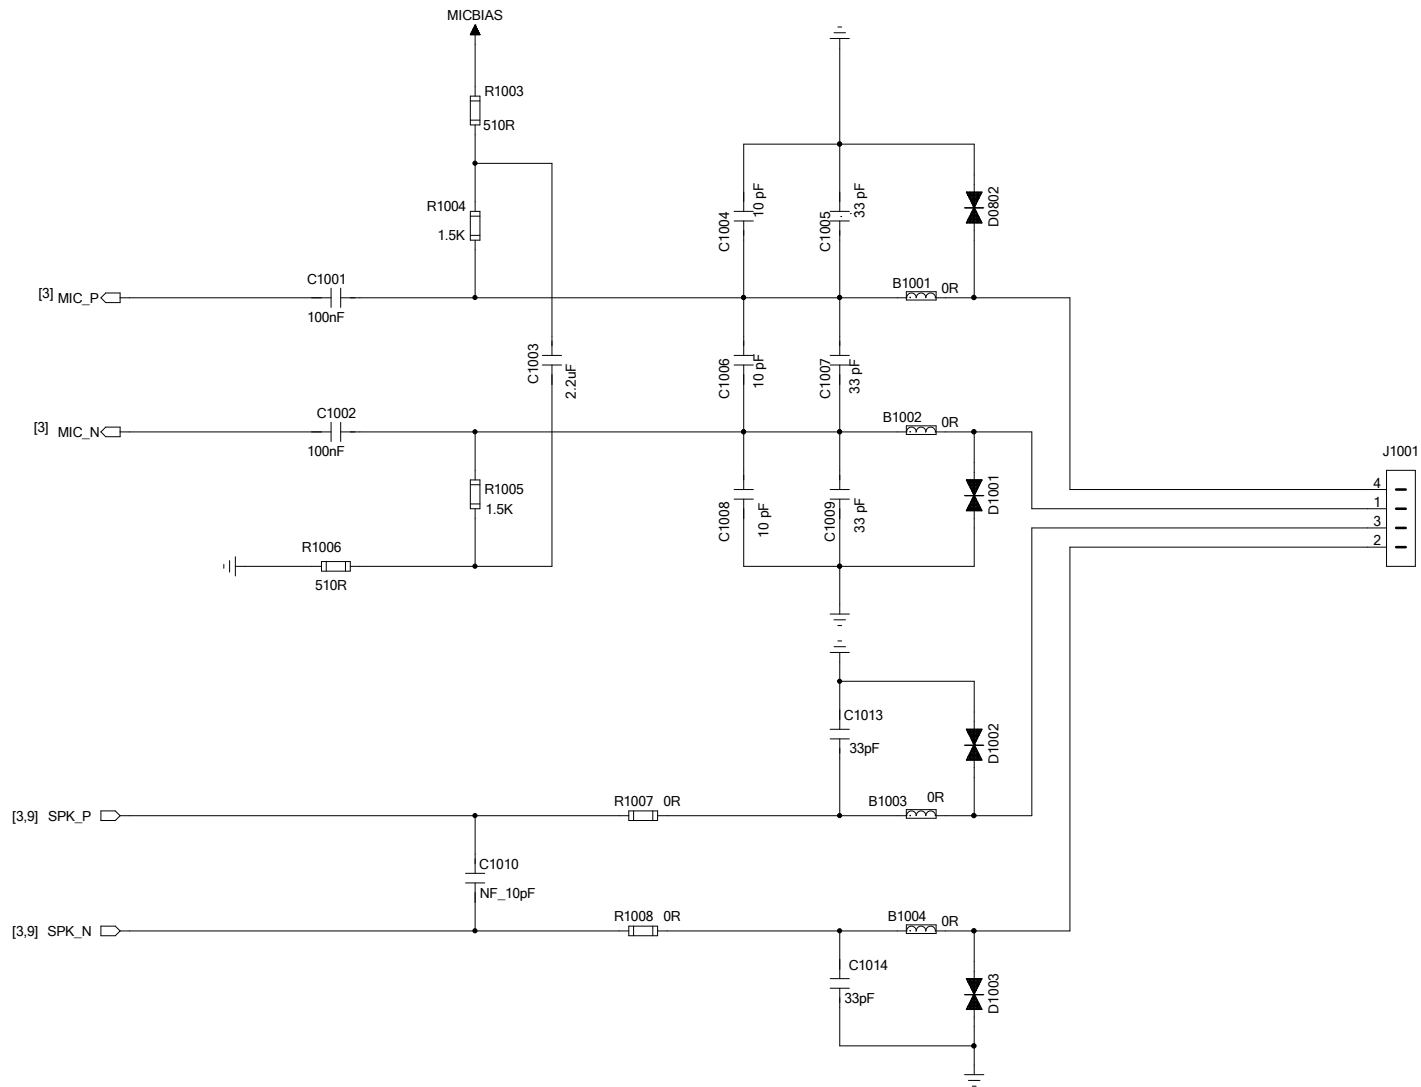 MICBIAS
R1003
510R
R1004
1.5K
C1004
10 pF
C1005
33 pF
D0802
[3] MIC_P
C1001
100nF
B1001 0R
C1003
2.2uF
C1006
10 pF
C1007
33 pF
[3] MIC_N
C1002
100nF
B1002 0R
R1005
1.5K
C1008
10 pF
C1009
33 pF
D1001
J1001
4
1
3
2
R1006
510R
C1013
33pF
D1002
[3,9] SPK_P
R1007 0R
B1003 0R
C1010
NF_10pF
[3,9] SPK_N
R1008 0R
B1004 0R
C1014
33pF
D1003